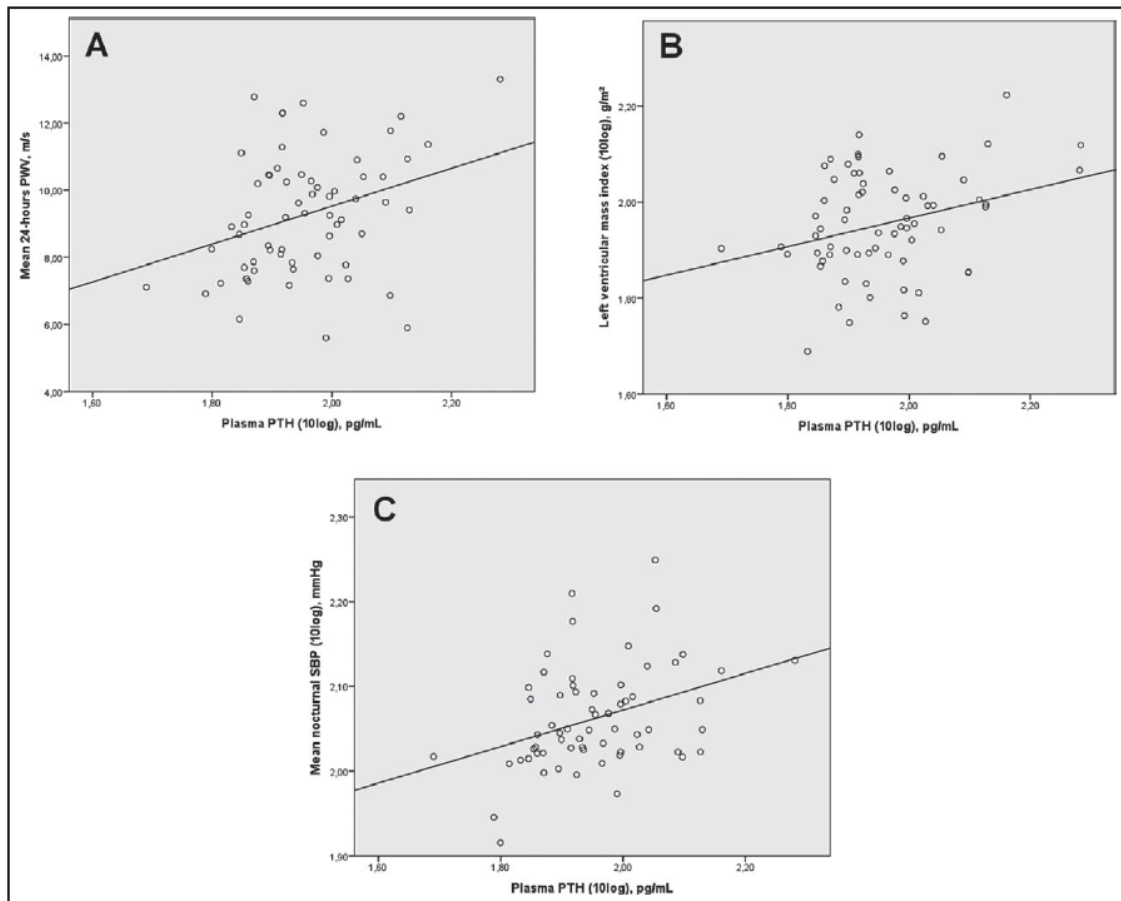 A
14,00
12,00
10,00
8,00
6,00
4,00
Mean 24-hours PWV, m/s
1,60 1,80 2,00 2,20
Plasma PTH (10log), pg/mL
B
2,20
2,00
1,80
1,60
Left ventricular mass index (10log), g/m²
1,60 1,80 2,00 2,20
Plasma PTH (10log), pg/mL
C
2,30
2,20
2,10
2,00
1,90
Mean nocturnal SBP (10log), mmHg
1,60 1,80 2,00 2,20
Plasma PTH (10log), pg/mL